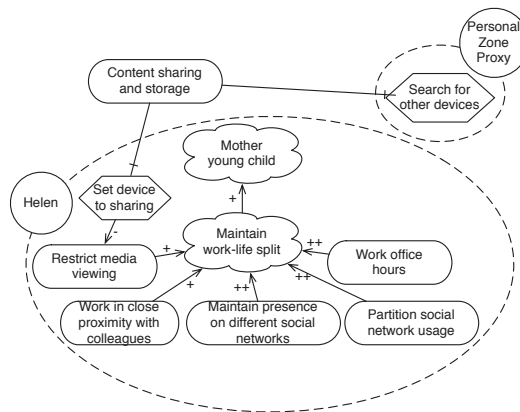 Personal
Zone
Proxy
Content sharing
and storage
Search for
other devices
Mother
young child
Helen
Set device
to sharing
+
Maintain
work-life split
-
Restrict media
viewing
+
++
Work office
hours
+
++
++
Work in close
proximity with
colleagues
Maintain presence
on different social
networks
Partition social
network usage